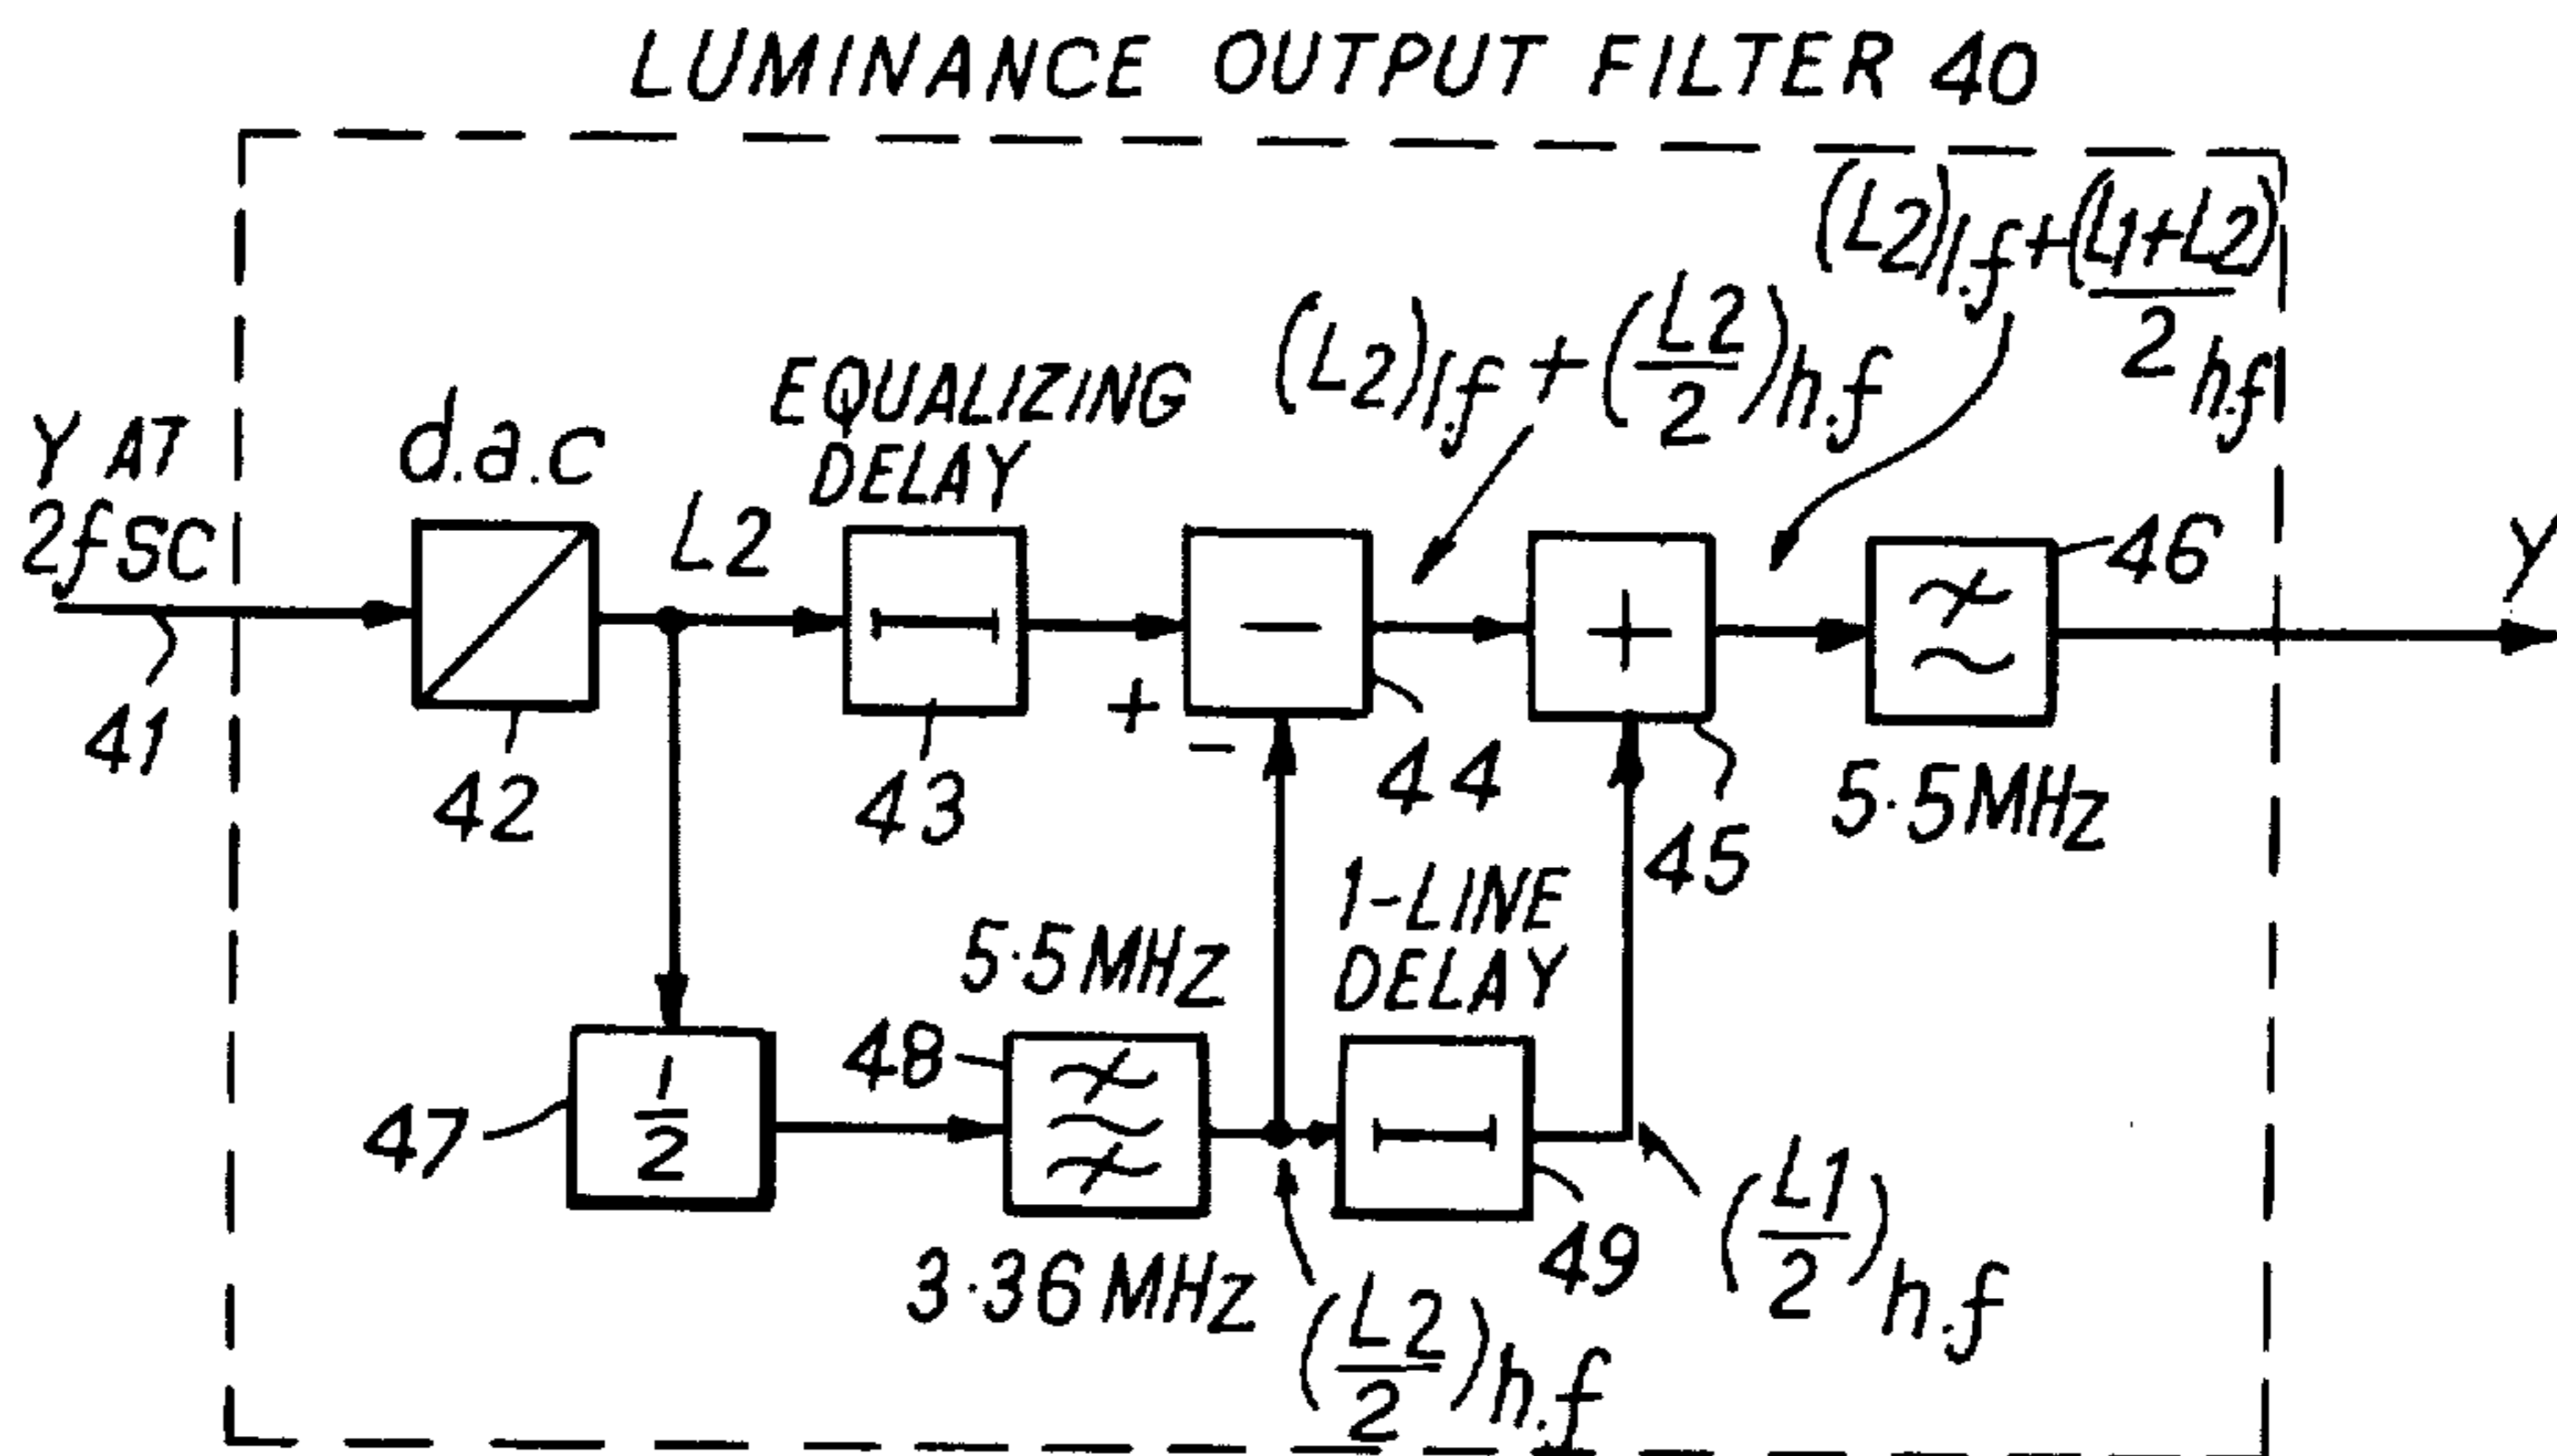 LUMINANCE OUTPUT FILTER 40
(L2)l.f + (L1+L2)/2 h.f
(L2)l.f + (L2/2)h.f
EQUALIZING
DELAY
Y AT
2fSC
d.a.c
L2
46
Y
+
−
−
+
41
42
43
44
45
5.5MHz
1-LINE
DELAY
5.5MHz
48
47
1/2
3.36MHz
49
(L1/2)h.f
(L2/2)h.f